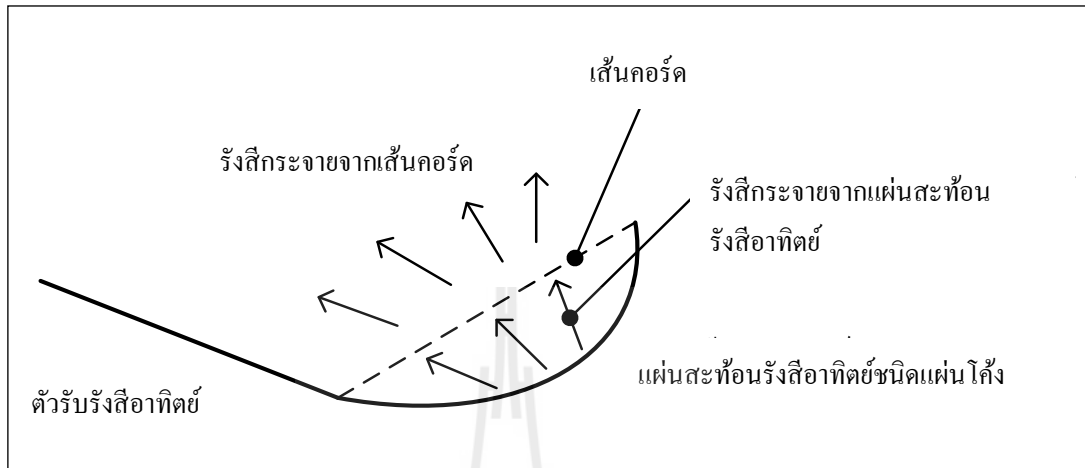 เส้นคอร์ด
รังสีกระจายจากเส้นคอร์ด
รังสีกระจายจากแผ่นสะท้อน
รังสีอาทิตย์
แผ่นสะท้อนรังสีอาทิตย์ชนิดแผ่นโค้ง
ตัวรับรังสีอาทิตย์